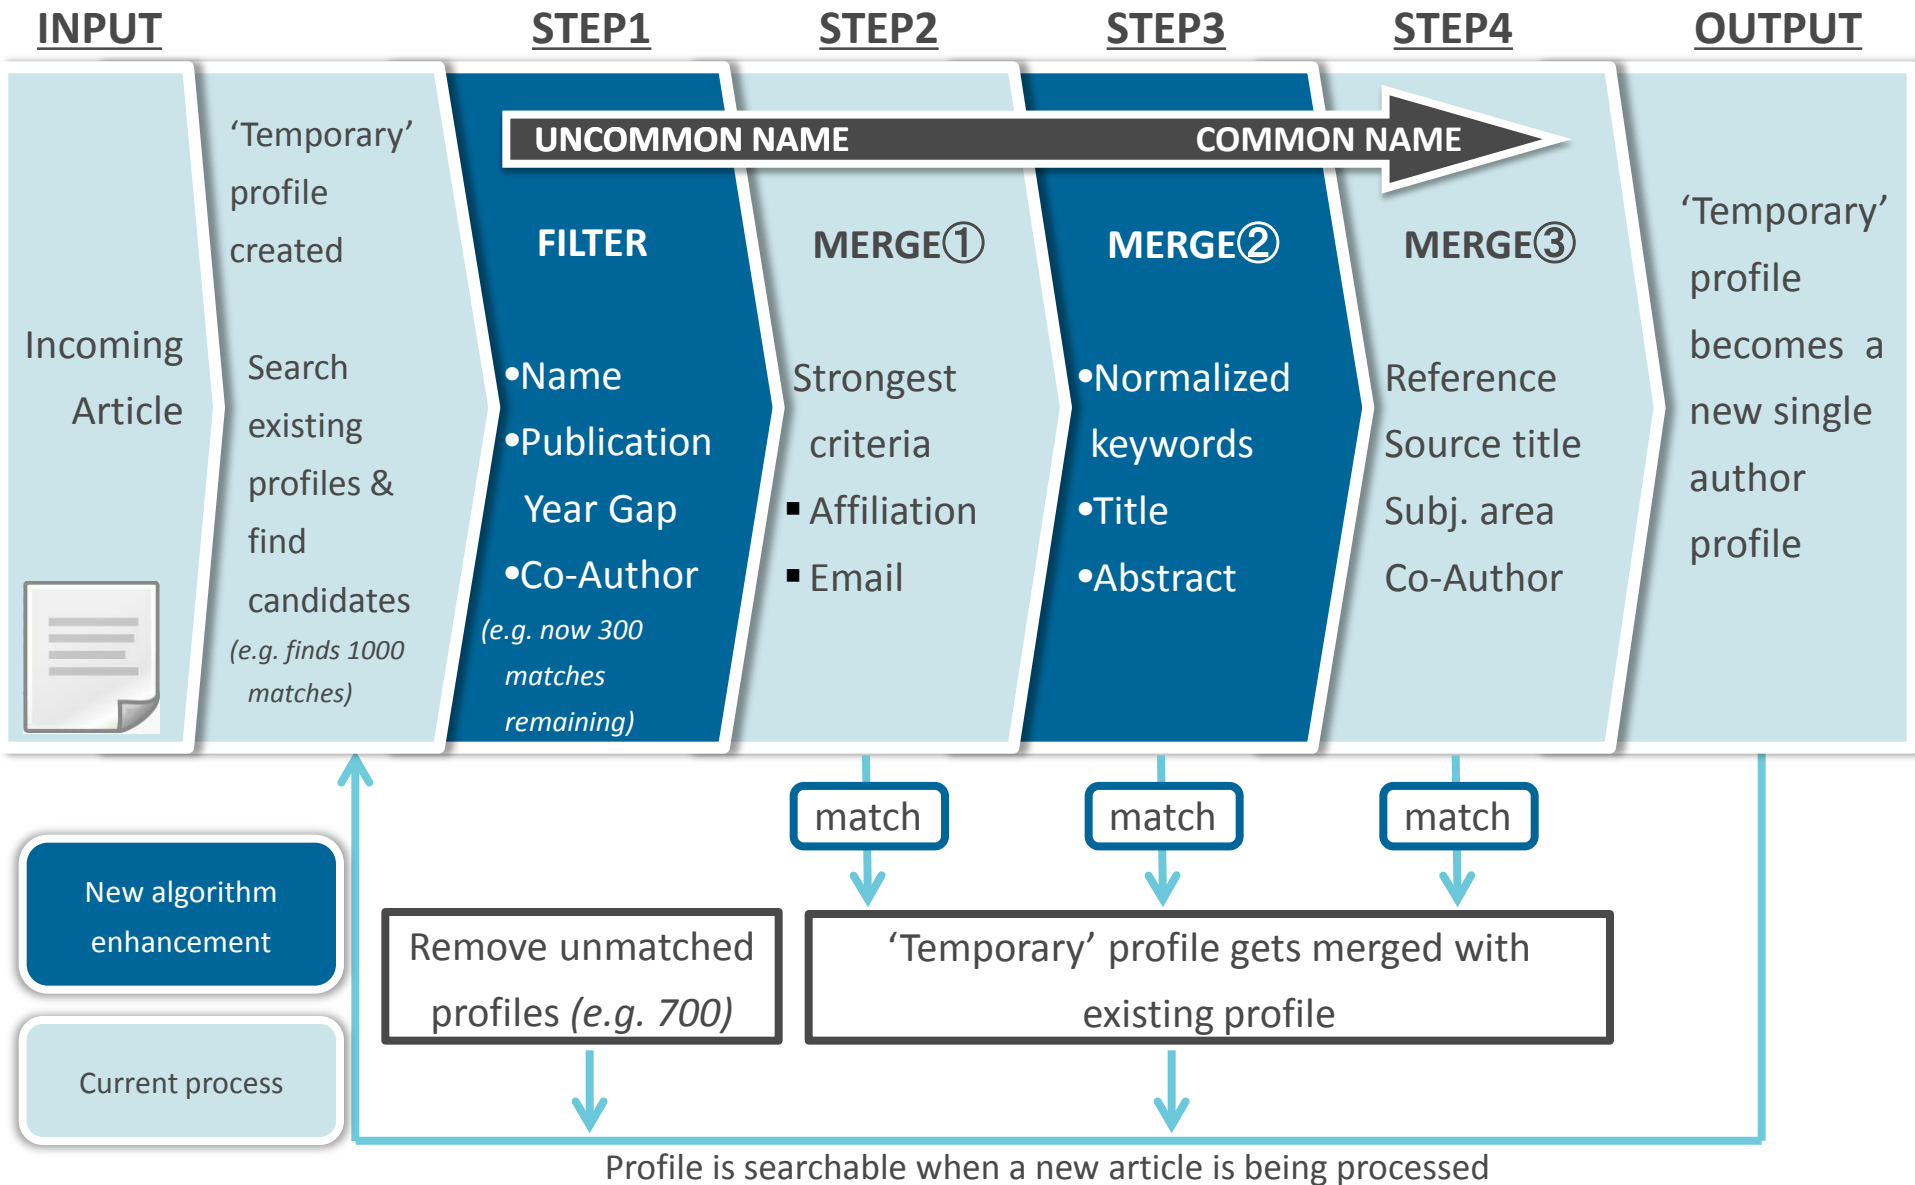 INPUT
STEP1
STEP2
STEP3
STEP4
OUTPUT
UNCOMMON NAME
COMMON NAME
Incoming
Article
‘Temporary’
profile
created
Search
existing
profiles &
find
candidates
(e.g. finds 1000
matches)
FILTER
•Name
•Publication
Year Gap
•Co-Author
(e.g. now 300
matches
remaining)
MERGE①
Strongest
criteria
▪ Affiliation
▪ Email
MERGE②
•Normalized
keywords
•Title
•Abstract
MERGE③
Reference
Source title
Subj. area
Co-Author
‘Temporary’
profile
becomes a
new single
author
profile
match
match
match
New algorithm
enhancement
Current process
Remove unmatched
profiles (e.g. 700)
‘Temporary’ profile gets merged with
existing profile
Profile is searchable when a new article is being processed